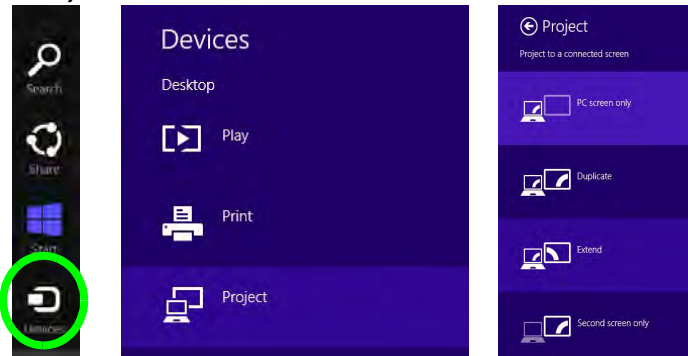 Search
Share
Start
Devices
Devices
Desktop
Play
Print
Project
Project
Project to a connected screen
PC screen only
Duplicate
Extend
Second screen only